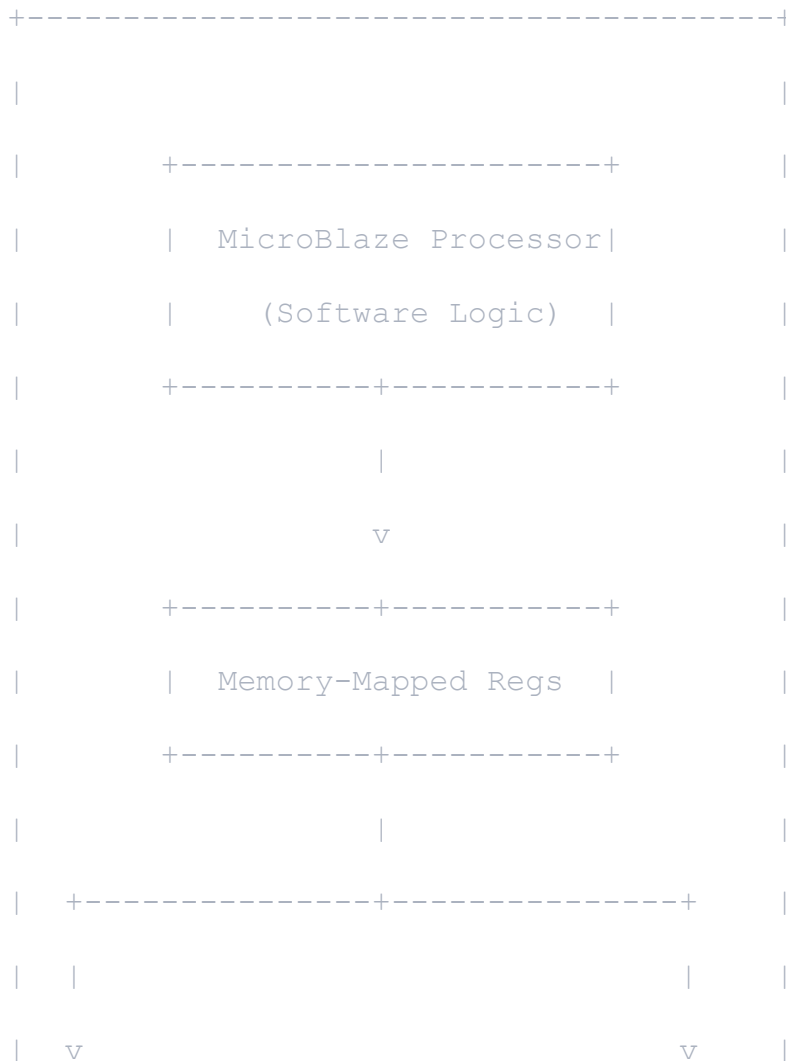 +---------------------------------------+
|                                       |
|       +----------------------+        |
|       |  MicroBlaze Processor|        |
|       |    (Software Logic)  |        |
|       +----------+-----------+        |
|                  |                    |
|                  v                    |
|       +----------+-----------+        |
|       |  Memory-Mapped Regs  |        |
|       +----------+-----------+        |
|                  |                    |
|  +---------------+---------------+    |
|  |                               |    |
|  v                               v    |